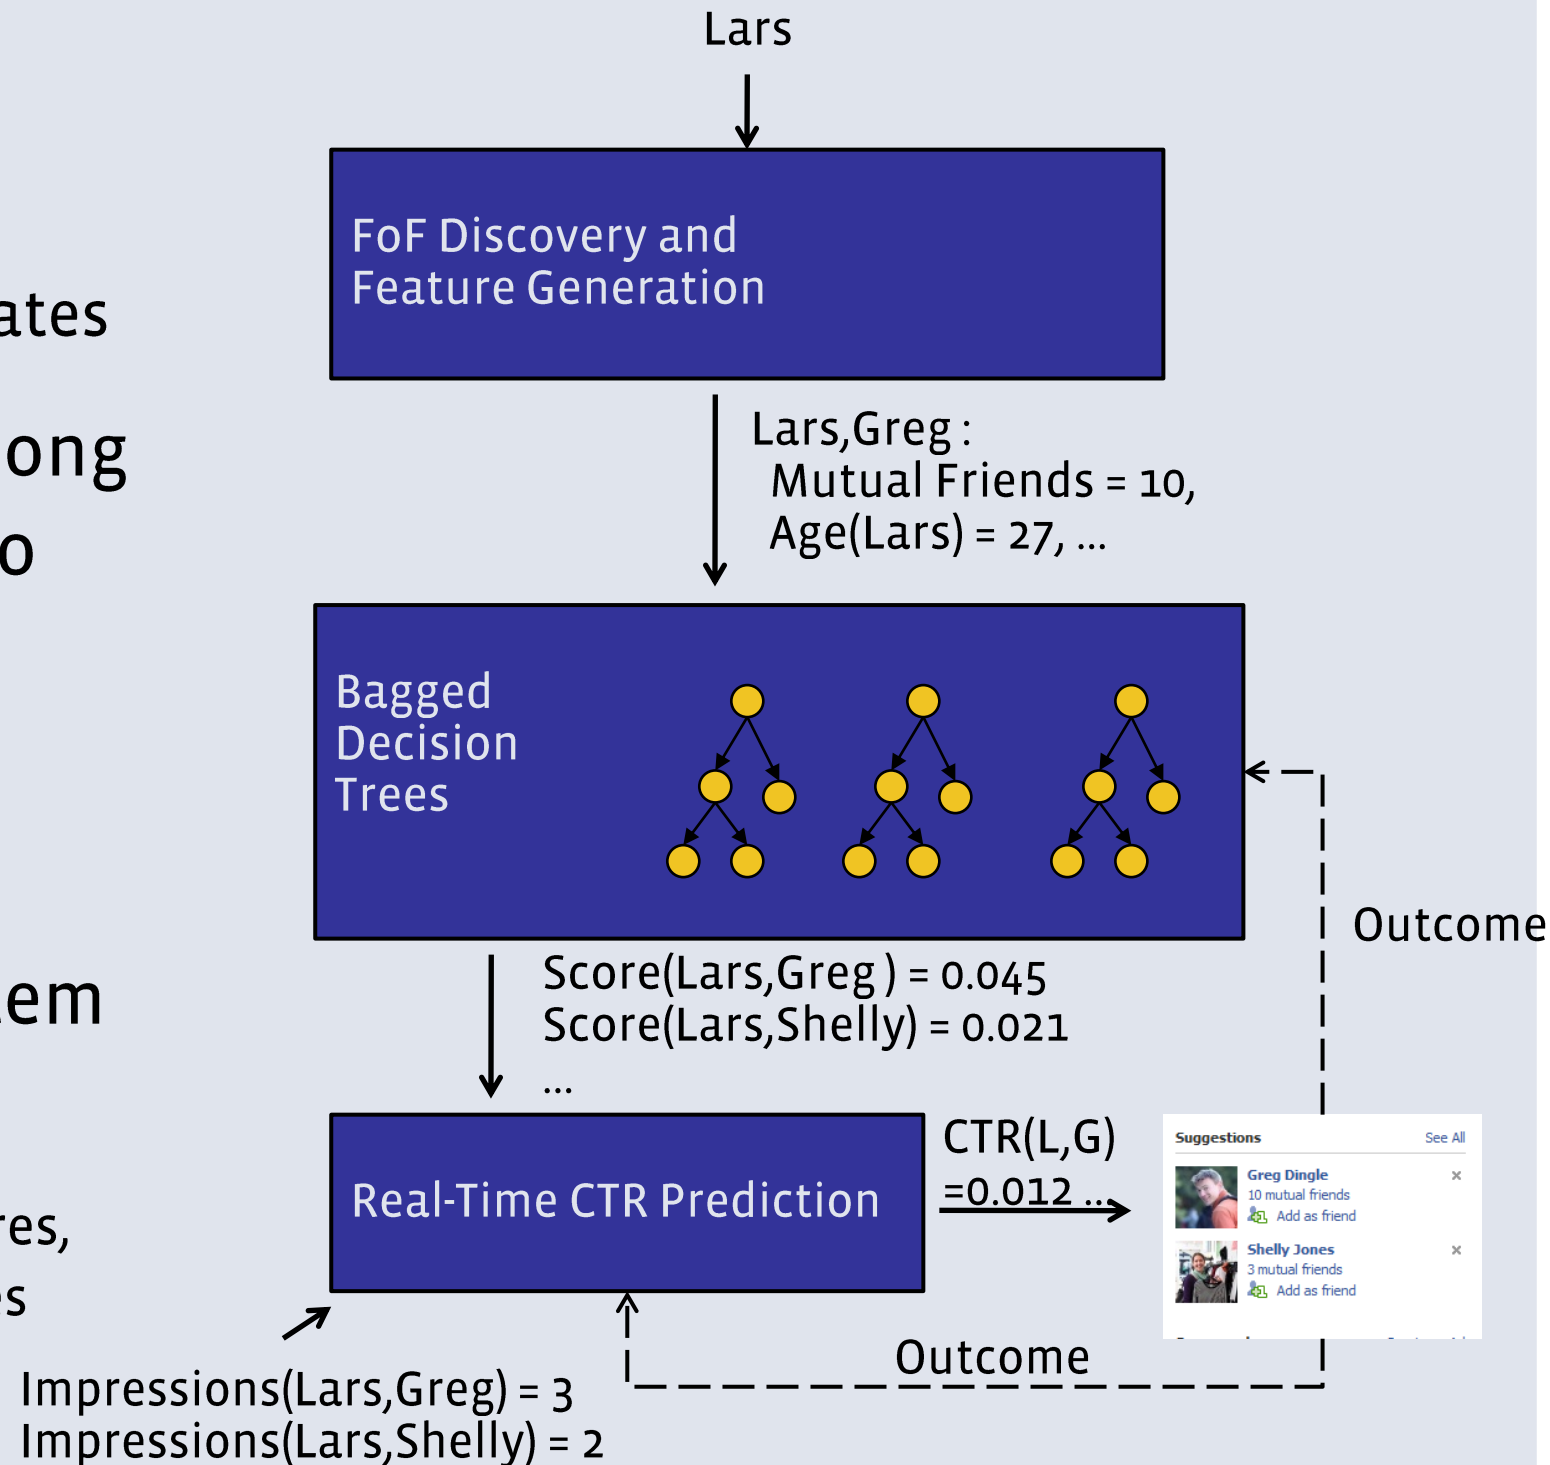 Lars
FoF Discovery and
Feature Generation
ates
ong
o
Lars,Greg :
Mutual Friends = 10,
Age(Lars) = 27, ...
Bagged
Decision
Trees
Outcome
em
Score(Lars,Greg ) = 0.045
Score(Lars,Shelly) = 0.021
...
Real-Time CTR Prediction
CTR(L,G)
=0.012 ...
Suggestions See All
Greg Dingle ×
10 mutual friends
Add as friend
Shelly Jones ×
3 mutual friends
Add as friend
res,
es
Outcome
Impressions(Lars,Greg) = 3
Impressions(Lars,Shelly) = 2